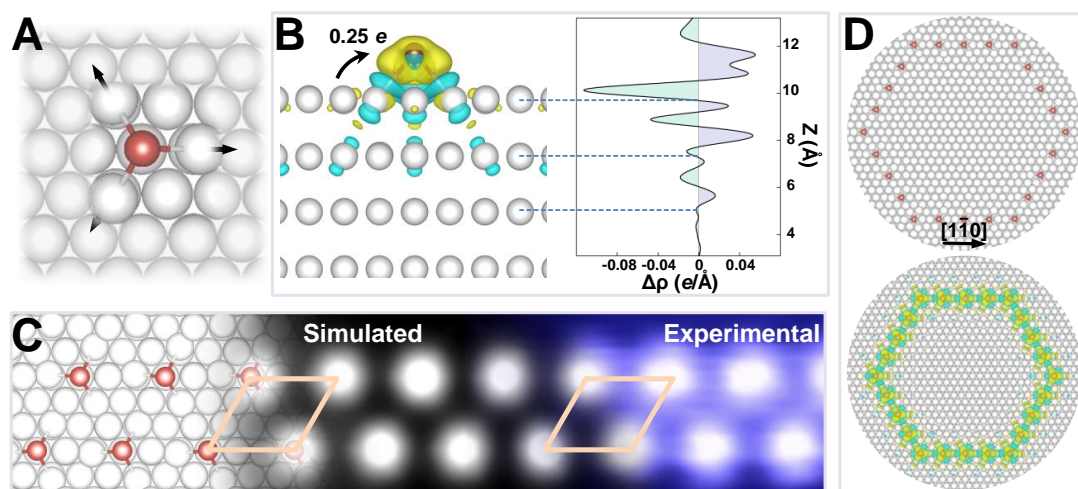 A
B
0.25 e
12
10
8
6
4
Z (Å)
-0.08 -0.04 0 0.04
Δρ (e/Å)
D
[11̄0]
C
Simulated
Experimental